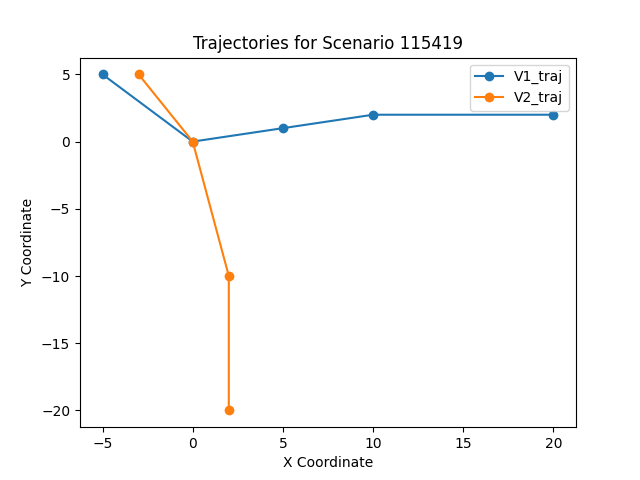 Trajectories for Scenario 115419
V1_traj
V2_traj
5
0
−5
−10
−15
−20
Y Coordinate
−5
0
5
10
15
20
X Coordinate